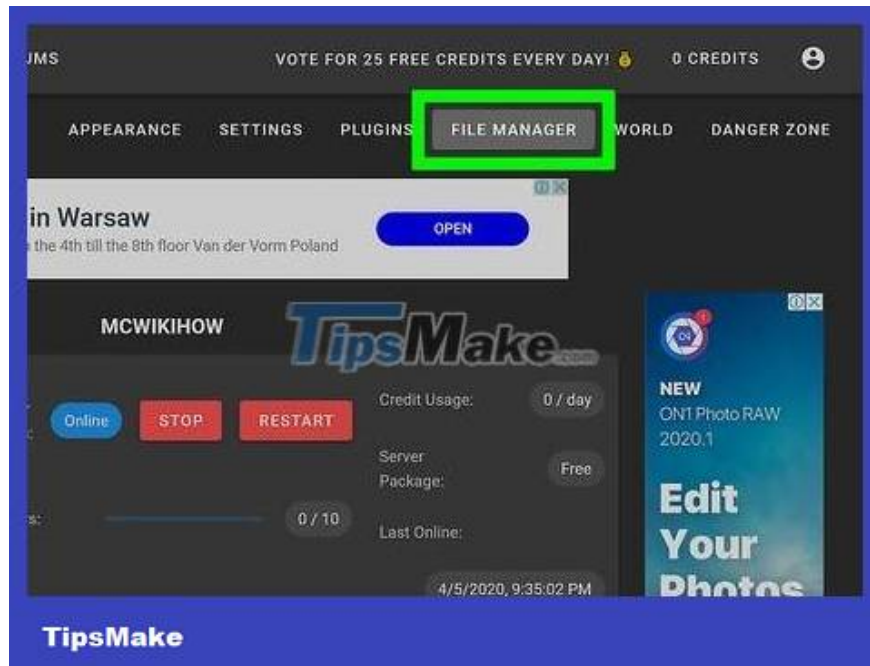 UMS
VOTE FOR 25 FREE CREDITS EVERY DAY!
0 CREDITS
APPEARANCE
SETTINGS
PLUGINS
FILE MANAGER
WORLD
DANGER ZONE
in Warsaw
the 4th till the 8th floor Van der Vorm Poland
OPEN
MCWIKIHOW
TipsMake.com
Online
STOP
RESTART
Credit Usage:
0 / day
Server
Package:
Free
s:
0 / 10
Last Online:
4/5/2020, 9:35:02 PM
NEW
ON1 Photo RAW
2020.1
Edit
Your
Photos
TipsMake